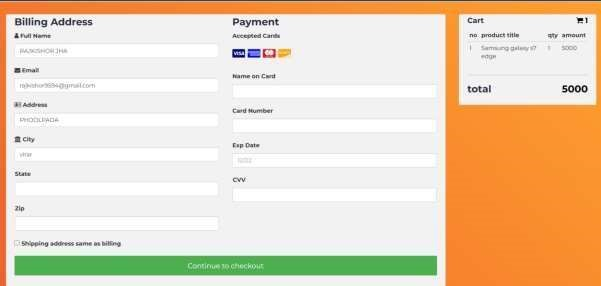 Billing Address
Full Name
RAJKISHOR JHA
Email
rajkishor9594@gmail.com
Address
PHOOLPADA
City
virar
State
Zip
Shipping address same as billing
Payment
Accepted Cards
VISA
Name on Card
Card Number
Exp Date
CVV
Continue to checkout
Cart 1
no. product title qty amount
1 Samsung galaxy s7 1 5000
edge
total 5000